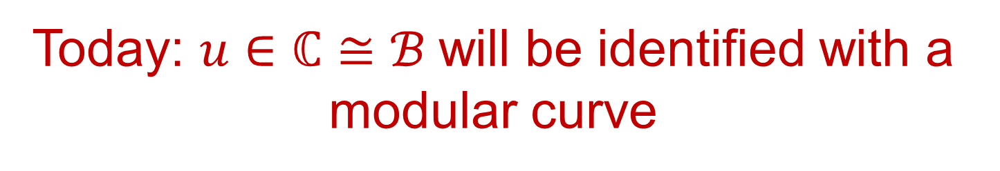 Today: 𝑢 ∈ ℂ ≅ ℬ will be identified with a
modular curve